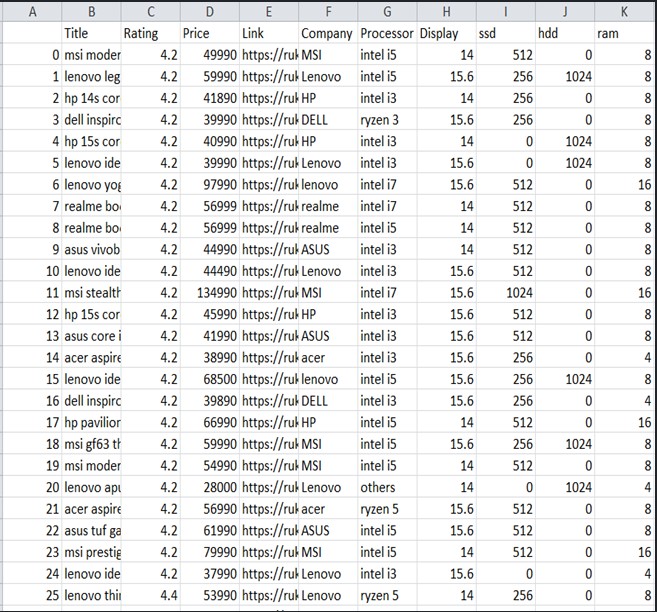 A B C D E F G H I J K
Title Rating Price Link Company Processor Display ssd hdd ram
0 msi moder 4.2 49990 https://ruk MSI intel i5 14 512 0 8
1 lenovo leg 4.2 59990 https://ruk Lenovo intel i5 15.6 256 1024 8
2 hp 14s cor 4.2 41890 https://ruk HP intel i3 14 256 0 8
3 dell inspiro 4.2 39990 https://ruk DELL ryzen 3 15.6 256 0 8
4 hp 15s cor 4.2 40990 https://ruk HP intel i3 14 0 1024 8
5 lenovo ide 4.2 39990 https://ruk Lenovo intel i3 15.6 0 1024 8
6 lenovo yog 4.2 97990 https://ruk lenovo intel i7 15.6 512 0 16
7 realme boo 4.2 56999 https://ruk realme intel i7 14 512 0 8
8 realme boo 4.2 56999 https://ruk realme intel i5 14 512 0 8
9 asus vivob 4.2 44990 https://ruk ASUS intel i3 14 512 0 8
10 lenovo ide 4.2 44490 https://ruk Lenovo intel i3 15.6 512 0 8
11 msi stealth 4.2 134990 https://ruk MSI intel i7 15.6 1024 0 16
12 hp 15s cor 4.2 45990 https://ruk HP intel i3 15.6 512 0 8
13 asus core i 4.2 41990 https://ruk ASUS intel i3 15.6 512 0 8
14 acer aspire 4.2 38990 https://ruk acer intel i3 15.6 256 0 4
15 lenovo ide 4.2 68500 https://ruk lenovo intel i5 15.6 256 1024 8
16 dell inspiro 4.2 39890 https://ruk DELL intel i3 15.6 256 0 4
17 hp pavilion 4.2 66990 https://ruk HP intel i5 14 512 0 16
18 msi gf63 th 4.2 59990 https://ruk MSI intel i5 15.6 256 1024 8
19 msi moder 4.2 54990 https://ruk MSI intel i5 14 512 0 8
20 lenovo apu 4.2 28000 https://ruk Lenovo others 14 0 1024 4
21 acer aspire 4.2 56990 https://ruk acer ryzen 5 15.6 512 0 8
22 asus tuf ga 4.2 61990 https://ruk ASUS intel i5 15.6 512 0 8
23 msi prestig 4.2 79990 https://ruk MSI intel i5 14 512 0 16
24 lenovo ide 4.2 37990 https://ruk Lenovo intel i3 15.6 0 0 4
25 lenovo thin 4.4 53990 https://ruk Lenovo ryzen 5 14 256 0 8